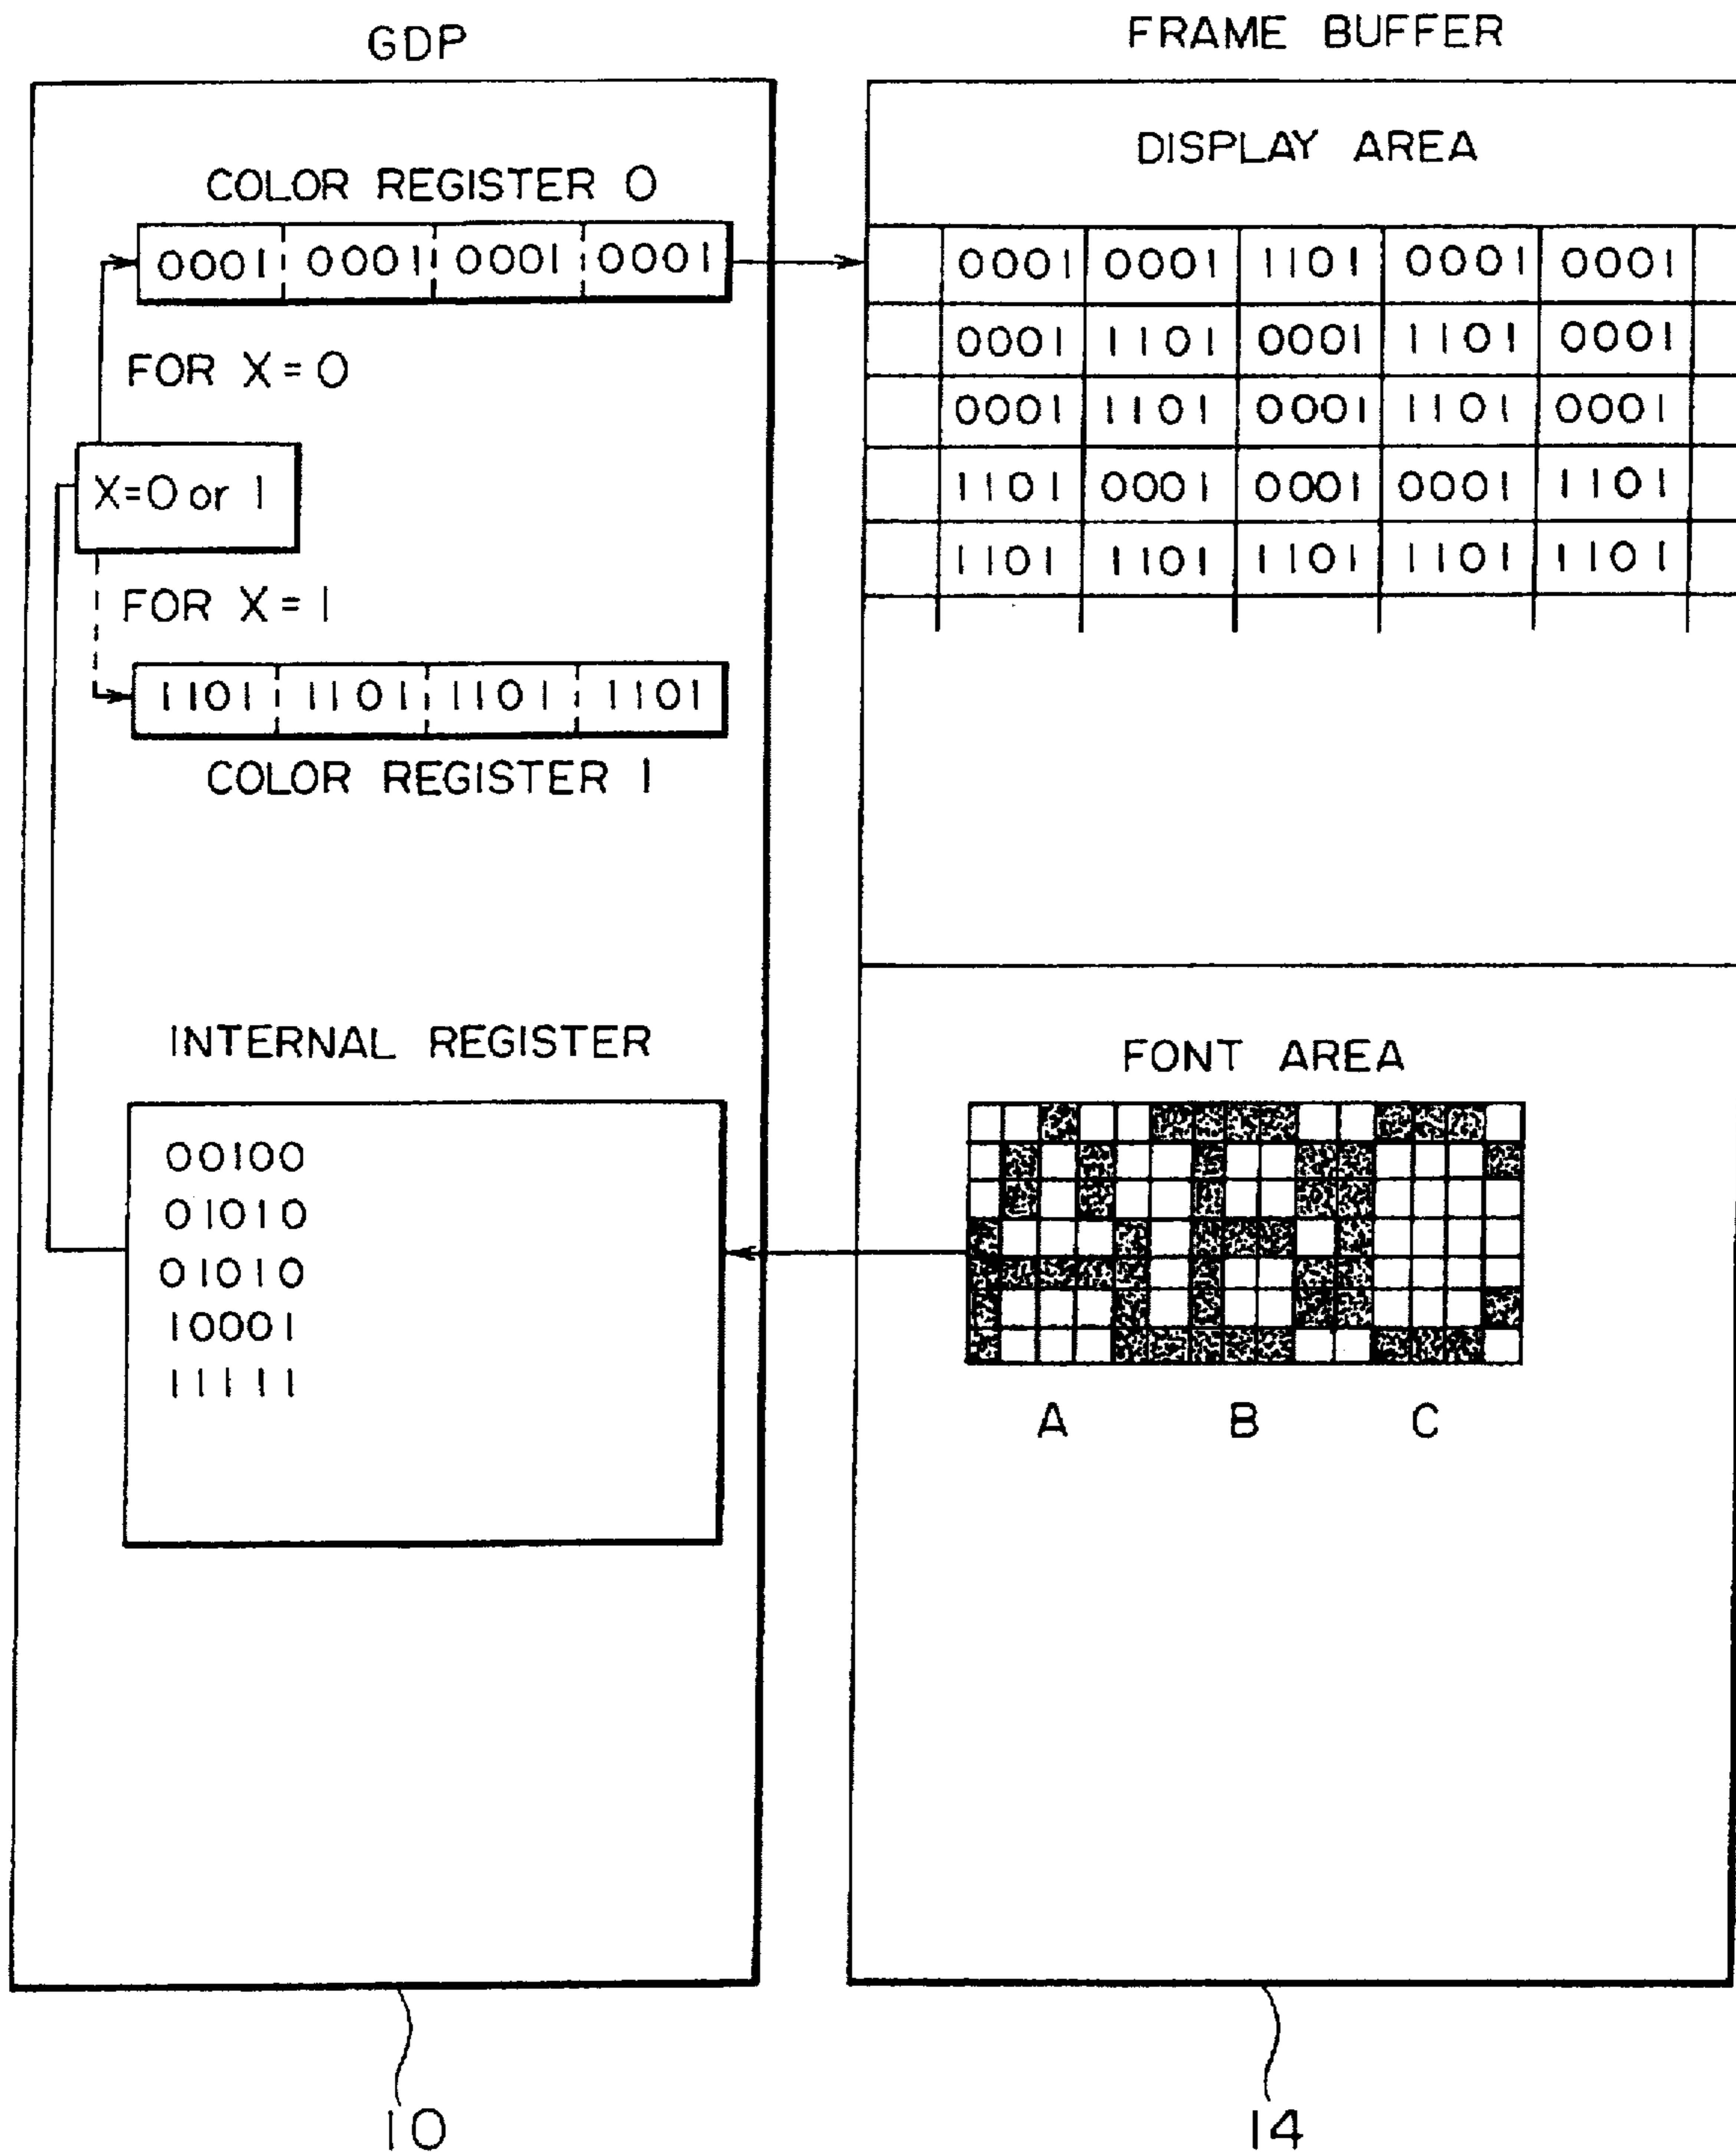 GDP
COLOR REGISTER 0
0001 0001 0001 0001
FOR X = 0
X=0 or 1
FOR X = 1
1101 1101 1101 1101
COLOR REGISTER 1
INTERNAL REGISTER
00100
01010
01010
10001
11111
10
FRAME BUFFER
DISPLAY AREA
0001 0001 1101 0001 0001
0001 1101 0001 1101 0001
0001 1101 0001 1101 0001
1101 0001 0001 0001 1101
1101 1101 1101 1101 1101
FONT AREA
A B C
14